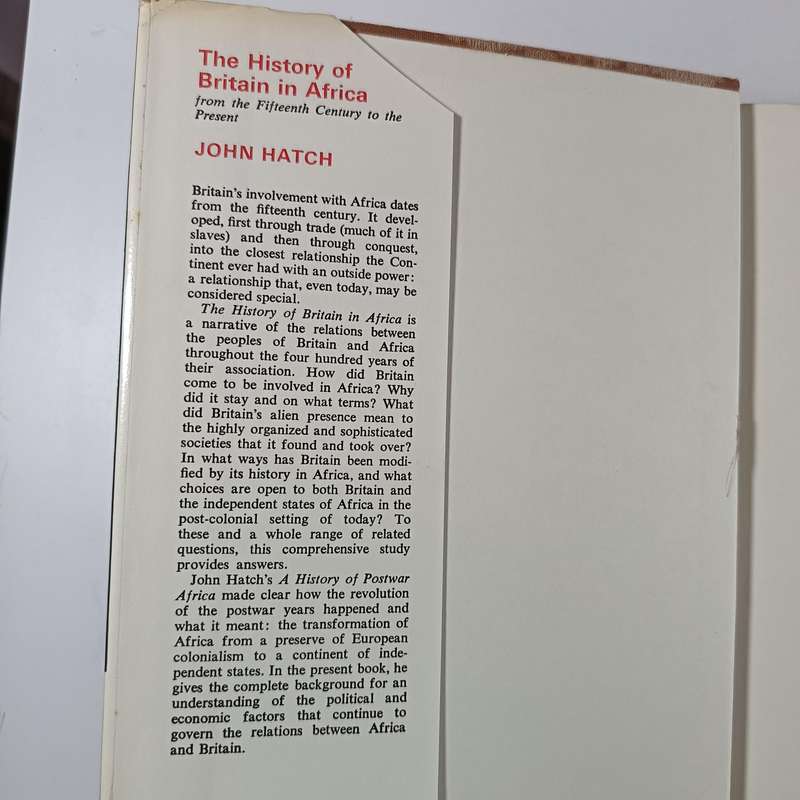 The History of
Britain in Africa
from the Fifteenth Century to the
Present
JOHN HATCH
Britain's involvement with Africa dates
from the fifteenth century. It devel-
oped, first through trade (much of it in
slaves) and then through conquest,
into the closest relationship the Con-
tinent ever had with an outside power:
a relationship that, even today, may be
considered special.
The History of Britain in Africa is
a narrative of the relations between
the peoples of Britain and Africa
throughout the four hundred years of
their association. How did Britain
come to be involved in Africa? Why
did it stay and on what terms? What
did Britain's alien presence mean to
the highly organized and sophisticated
societies that it found and took over?
In what ways has Britain been modi-
fied by its history in Africa, and what
choices are open to both Britain and
the independent states of Africa in the
post-colonial setting of today? To
these and a whole range of related
questions, this comprehensive study
provides answers.
John Hatch's A History of Postwar
Africa made clear how the revolution
of the postwar years happened and
what it meant: the transformation of
Africa from a preserve of European
colonialism to a continent of inde-
pendent states. In the present book, he
gives the complete background for an
understanding of the political and
economic factors that continue to
govern the relations between Africa
and Britain.